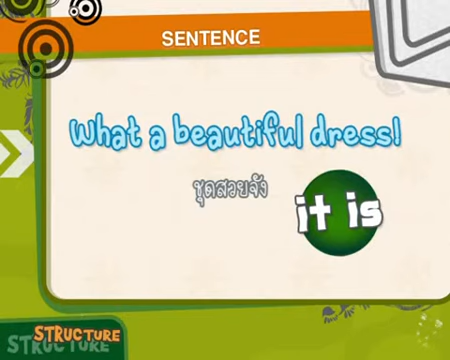 SENTENCE
What a beautiful dress!
ชุดสวยจัง
it is
STRUCTURE
STRUCTURE